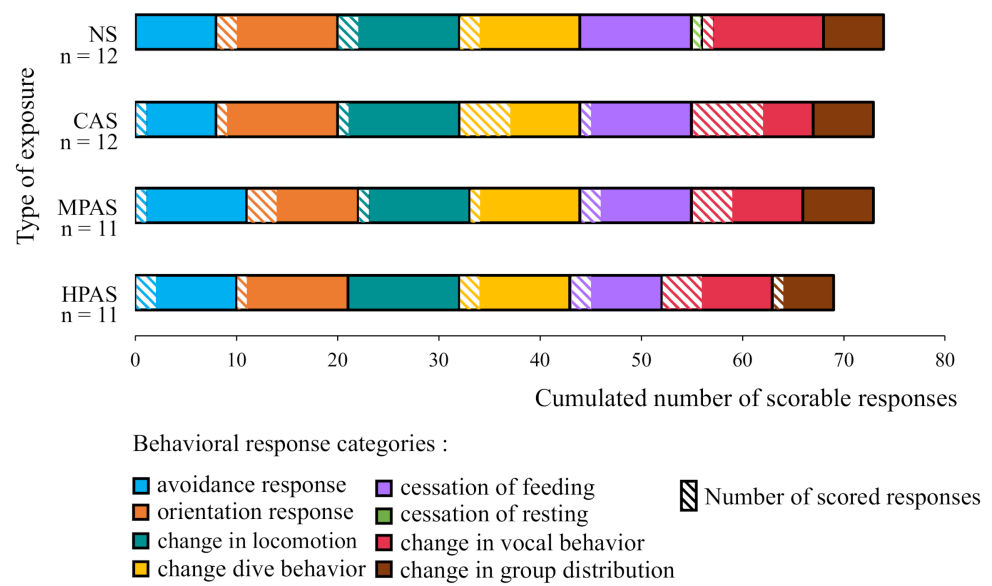 NS
n = 12
CAS
n = 12
MPAS
n = 11
HPAS
n = 11
Type of exposure
0 10 20 30 40 50 60 70 80
Cumulated number of scorable responses
Behavioral response categories :
avoidance response
orientation response
change in locomotion
change dive behavior
cessation of feeding
cessation of resting
change in vocal behavior
change in group distribution
Number of scored responses